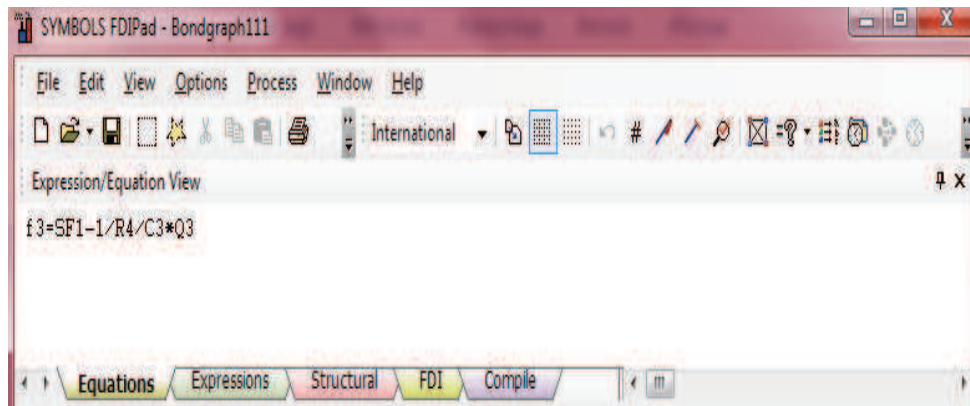 SYMBOLS FDIPad - Bondgraph111
File Edit View Options Process Window Help
International
Expression/Equation View
f3=SF1-1/R4/C3*Q3
Equations Expressions Structural FDI Compile